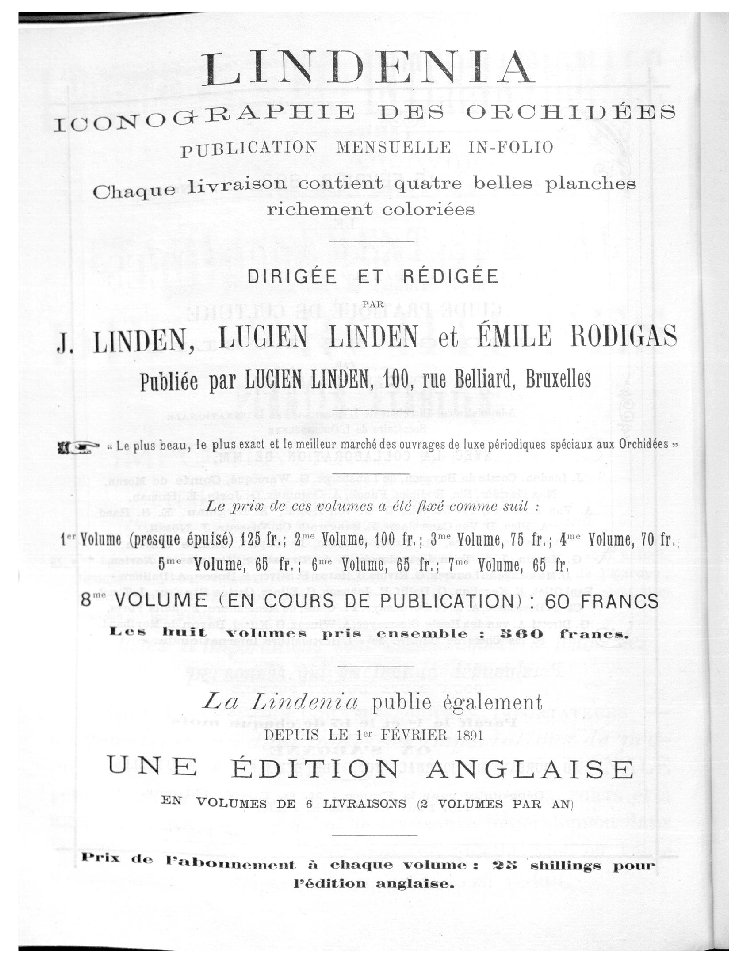 LINDENIA
ICONOGRAPHIE DES ORCHIDÉES
PUBLICATION MENSUELLE IN-FOLIO
Chaque livraison contient quatre belles planches
richement coloriées
DIRIGÉE ET RÉDIGÉE
PAR
J. LINDEN, LUCIEN LINDEN et ÉMILE RODIGAS
Publiée par LUCIEN LINDEN, 100, rue Belliard, Bruxelles
« Le plus beau, le plus exact et le meilleur marché des ouvrages de luxe périodiques spéciaux aux Orchidées »
Le prix de ces volumes a été fixé comme suit :
1er Volume (presque épuisé) 125 fr.; 2me Volume, 100 fr.; 3me Volume, 75 fr.; 4me Volume, 70 fr.;
5me Volume, 65 fr.; 6me Volume, 65 fr.; 7me Volume, 65 fr.
8me VOLUME (EN COURS DE PUBLICATION) : 60 FRANCS
Les huit volumes pris ensemble : 560 francs.
La Lindenia publie également
DEPUIS LE 1er FÉVRIER 1891
UNE ÉDITION ANGLAISE
EN VOLUMES DE 6 LIVRAISONS (2 VOLUMES PAR AN)
Prix de l'abonnement à chaque volume : 25 shillings pour
l'édition anglaise.